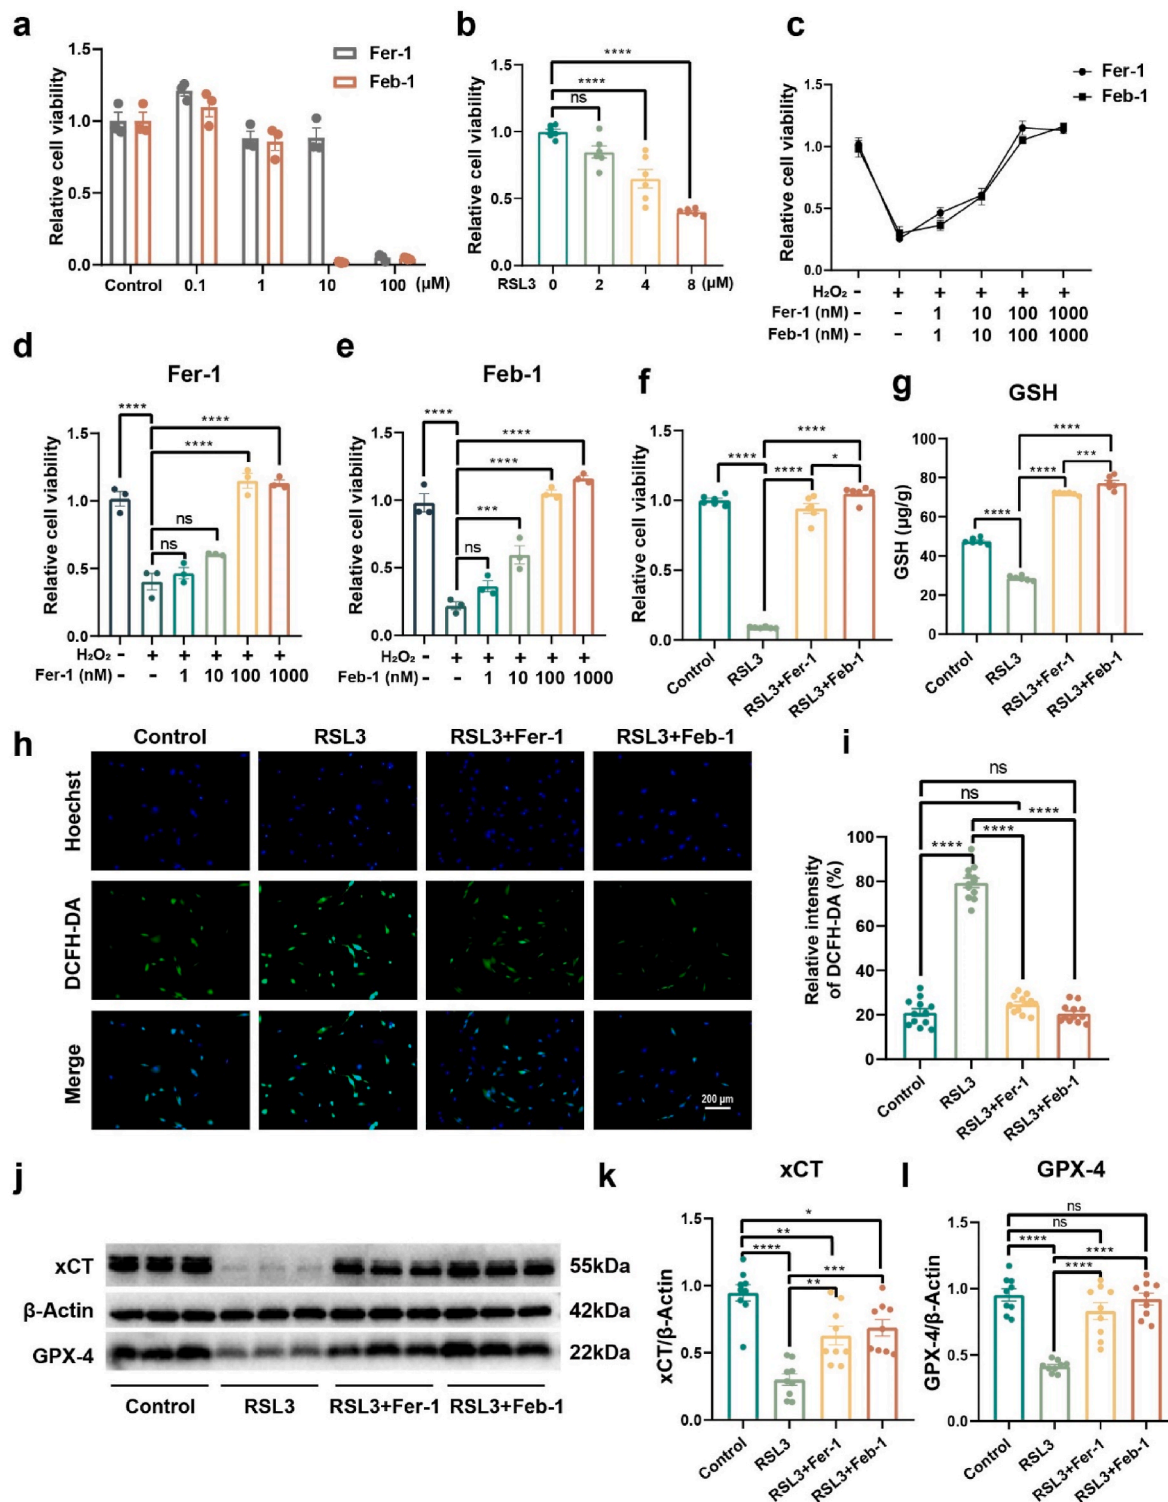 a
Relative cell viability
1.5
1.0
0.5
0.0
Fer-1
Feb-1
Control 0.1 1 10 100 (μM)
b
Relative cell viability
1.5
1.0
0.5
0.0
****
****
ns
RSL3 0 2 4 8 (μM)
c
Relative cell viability
1.5
1.0
0.5
0.0
Fer-1
Feb-1
H₂O₂ - + + + + +
Fer-1 (nM) - - 1 10 100 1000
Feb-1 (nM) - - 1 10 100 1000
d
Fer-1
Relative cell viability
1.5
1.0
0.5
0.0
****
****
****
ns
ns
H₂O₂ - + + + + +
Fer-1 (nM) - - 1 10 100 1000
e
Feb-1
Relative cell viability
1.5
1.0
0.5
0.0
****
****
****
***
ns
H₂O₂ - + + + + +
Feb-1 (nM) - - 1 10 100 1000
f
Relative cell viability
1.5
1.0
0.5
0.0
****
**** **** *
Control RSL3 RSL3+Fer-1 RSL3+Feb-1
g
GSH
GSH (μg/g)
100
80
60
40
20
0
****
**** ***
****
Control RSL3 RSL3+Fer-1 RSL3+Feb-1
h
Control RSL3 RSL3+Fer-1 RSL3+Feb-1
Hoechst
DCFH-DA
Merge
200 μm
i
Relative intensity
of DCFH-DA (%)
100
80
60
40
20
0
ns
ns
****
**** ****
Control RSL3 RSL3+Fer-1 RSL3+Feb-1
j
xCT 55kDa
β-Actin 42kDa
GPX-4 22kDa
Control RSL3 RSL3+Fer-1 RSL3+Feb-1
k
xCT
xCT/β-Actin
1.5
1.0
0.5
0.0
*
**
****
***
**
Control RSL3 RSL3+Fer-1 RSL3+Feb-1
l
GPX-4
GPX-4/β-Actin
1.5
1.0
0.5
0.0
ns
ns
****
****
****
Control RSL3 RSL3+Fer-1 RSL3+Feb-1